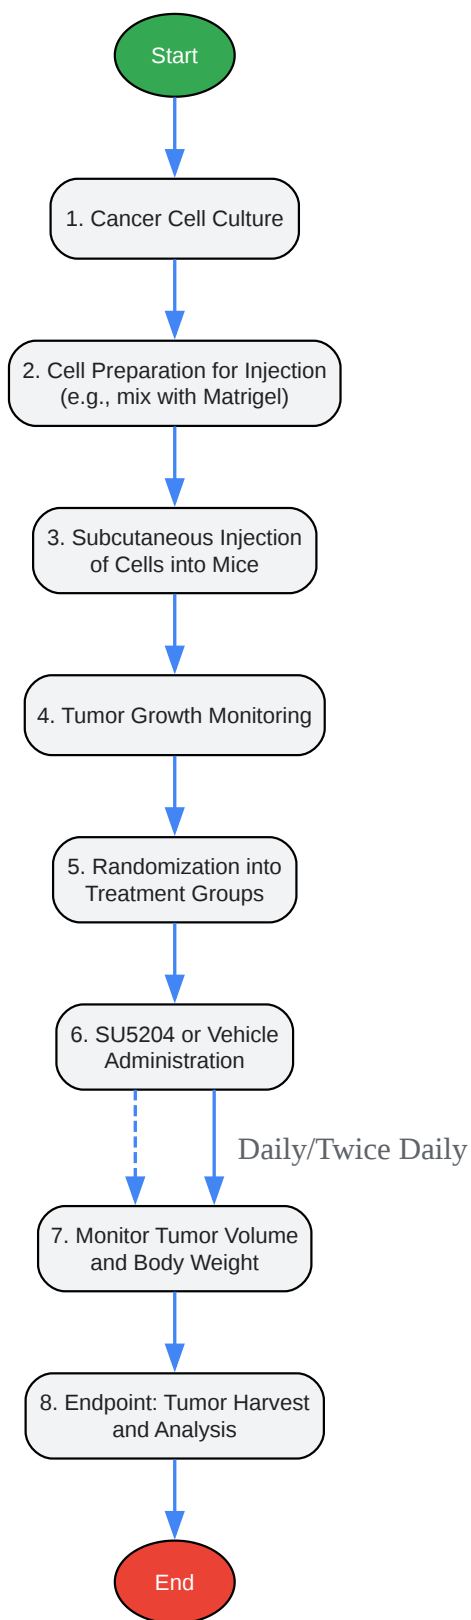 Start
1. Cancer Cell Culture
2. Cell Preparation for Injection
(e.g., mix with Matrigel)
3. Subcutaneous Injection
of Cells into Mice
4. Tumor Growth Monitoring
5. Randomization into
Treatment Groups
6. SU5204 or Vehicle
Administration
Daily/Twice Daily
7. Monitor Tumor Volume
and Body Weight
8. Endpoint: Tumor Harvest
and Analysis
End